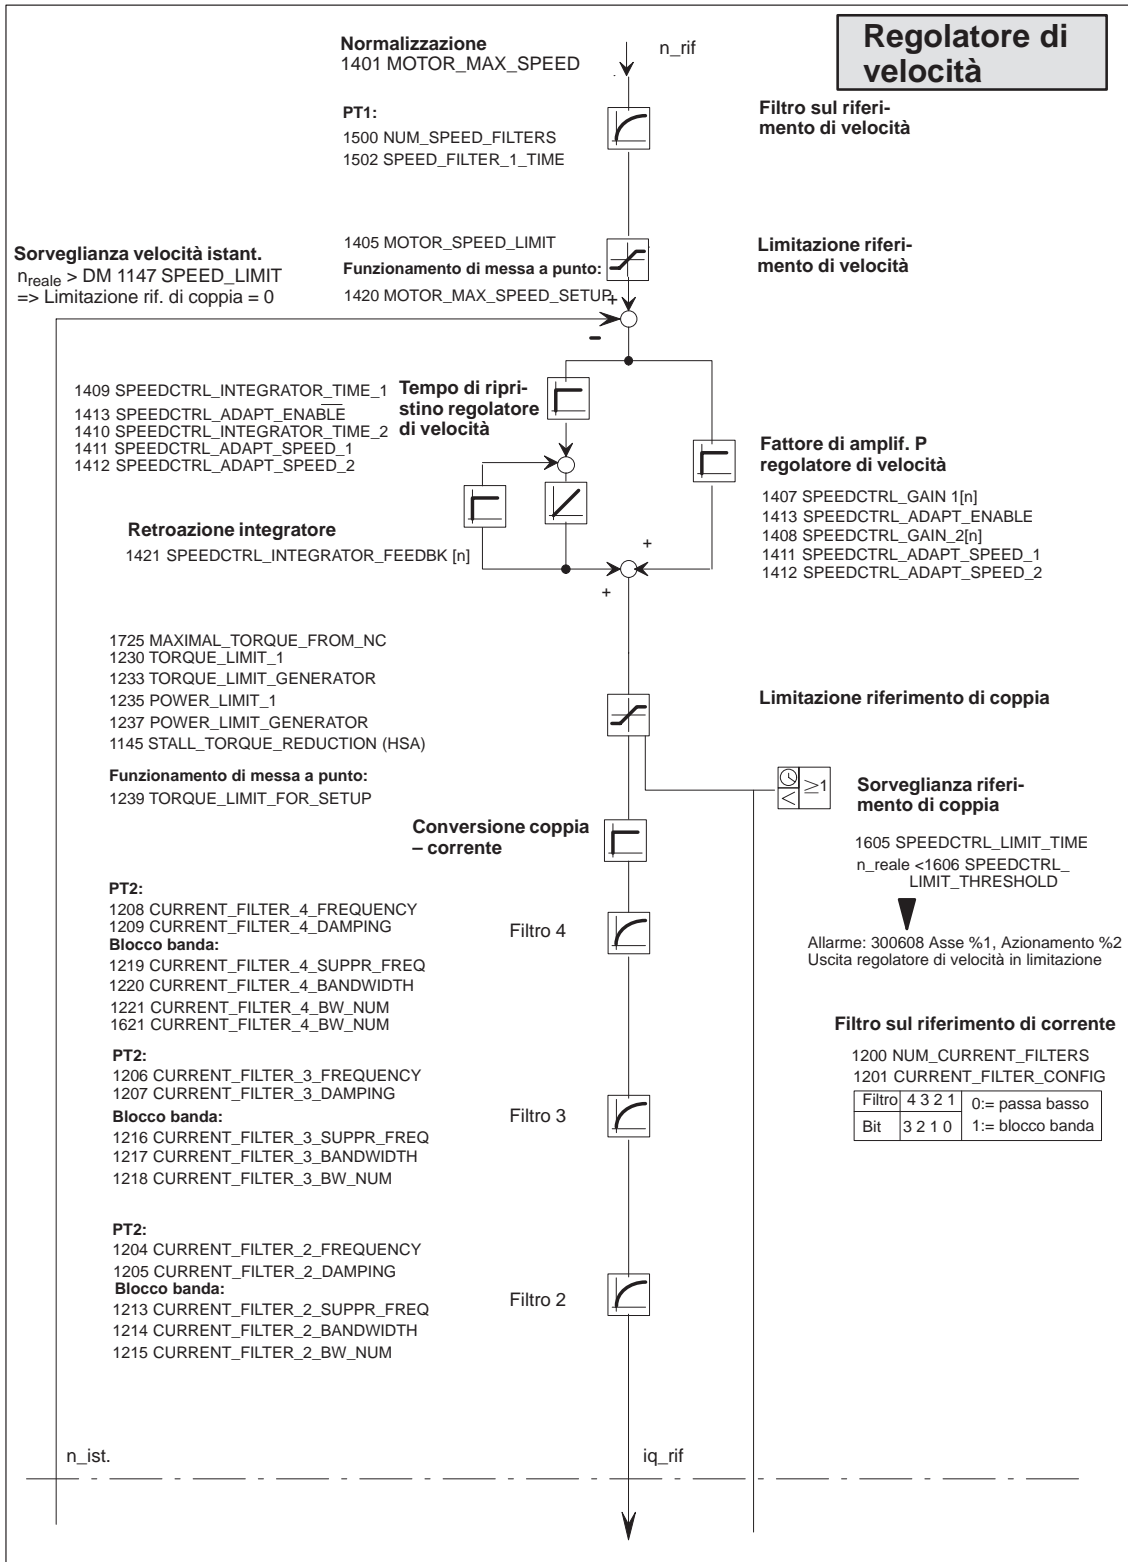 Regolatore di
velocità
Normalizzazione
1401 MOTOR_MAX_SPEED
n_rif
PT1:
1500 NUM_SPEED_FILTERS
1502 SPEED_FILTER_1_TIME
Filtro sul riferi-
mento di velocità
Sorveglianza velocità istant.
nreale > DM 1147 SPEED_LIMIT
=> Limitazione rif. di coppia = 0
1405 MOTOR_SPEED_LIMIT
Funzionamento di messa a punto:
1420 MOTOR_MAX_SPEED_SETUP
Limitazione riferi-
mento di velocità
+
–
1409 SPEEDCTRL_INTEGRATOR_TIME_1
1413 SPEEDCTRL_ADAPT_ENABLE
1410 SPEEDCTRL_INTEGRATOR_TIME_2
1411 SPEEDCTRL_ADAPT_SPEED_1
1412 SPEEDCTRL_ADAPT_SPEED_2
Tempo di ripri-
stino regolatore
di velocità
Fattore di amplif. P
regolatore di velocità
1407 SPEEDCTRL_GAIN 1[n]
1413 SPEEDCTRL_ADAPT_ENABLE
1408 SPEEDCTRL_GAIN_2[n]
1411 SPEEDCTRL_ADAPT_SPEED_1
1412 SPEEDCTRL_ADAPT_SPEED_2
Retroazione integratore
1421 SPEEDCTRL_INTEGRATOR_FEEDBK [n]
+
+
1725 MAXIMAL_TORQUE_FROM_NC
1230 TORQUE_LIMIT_1
1233 TORQUE_LIMIT_GENERATOR
1235 POWER_LIMIT_1
1237 POWER_LIMIT_GENERATOR
1145 STALL_TORQUE_REDUCTION (HSA)
Funzionamento di messa a punto:
1239 TORQUE_LIMIT_FOR_SETUP
Limitazione riferimento di coppia
<
≥1
Sorveglianza riferi-
mento di coppia
1605 SPEEDCTRL_LIMIT_TIME
n_reale <1606 SPEEDCTRL_
LIMIT_THRESHOLD
Allarme: 300608 Asse %1, Azionamento %2
Uscita regolatore di velocità in limitazione
Conversione coppia
– corrente
PT2:
1208 CURRENT_FILTER_4_FREQUENCY
1209 CURRENT_FILTER_4_DAMPING
Blocco banda:
1219 CURRENT_FILTER_4_SUPPR_FREQ
1220 CURRENT_FILTER_4_BANDWIDTH
1221 CURRENT_FILTER_4_BW_NUM
1621 CURRENT_FILTER_4_BW_NUM
Filtro 4
Filtro sul riferimento di corrente
1200 NUM_CURRENT_FILTERS
1201 CURRENT_FILTER_CONFIG
Filtro 4 3 2 1 0:= passa basso
Bit 3 2 1 0 1:= blocco banda
PT2:
1206 CURRENT_FILTER_3_FREQUENCY
1207 CURRENT_FILTER_3_DAMPING
Blocco banda:
1216 CURRENT_FILTER_3_SUPPR_FREQ
1217 CURRENT_FILTER_3_BANDWIDTH
1218 CURRENT_FILTER_3_BW_NUM
Filtro 3
PT2:
1204 CURRENT_FILTER_2_FREQUENCY
1205 CURRENT_FILTER_2_DAMPING
Blocco banda:
1213 CURRENT_FILTER_2_SUPPR_FREQ
1214 CURRENT_FILTER_2_BANDWIDTH
1215 CURRENT_FILTER_2_BW_NUM
Filtro 2
n_ist.
iq_rif